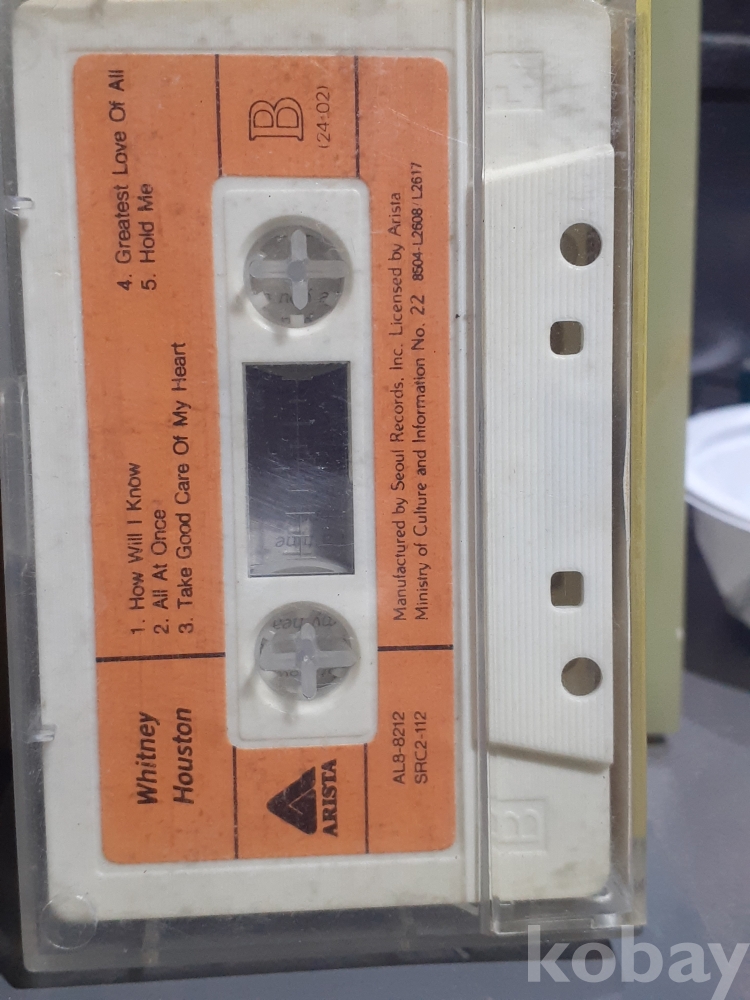 Whitney
Houston
1. How Will I Know
2. All At Once
3. Take Good Care Of My Heart
4. Greatest Love Of All
5. Hold Me
ARISTA
B
(24:02)
AL8-8212
SRC2-112
Manufactured by Seoul Records. Inc. Licensed by Arista
Ministry of Culture and Information No. 22 8504-L2608/L2617
B
kobay